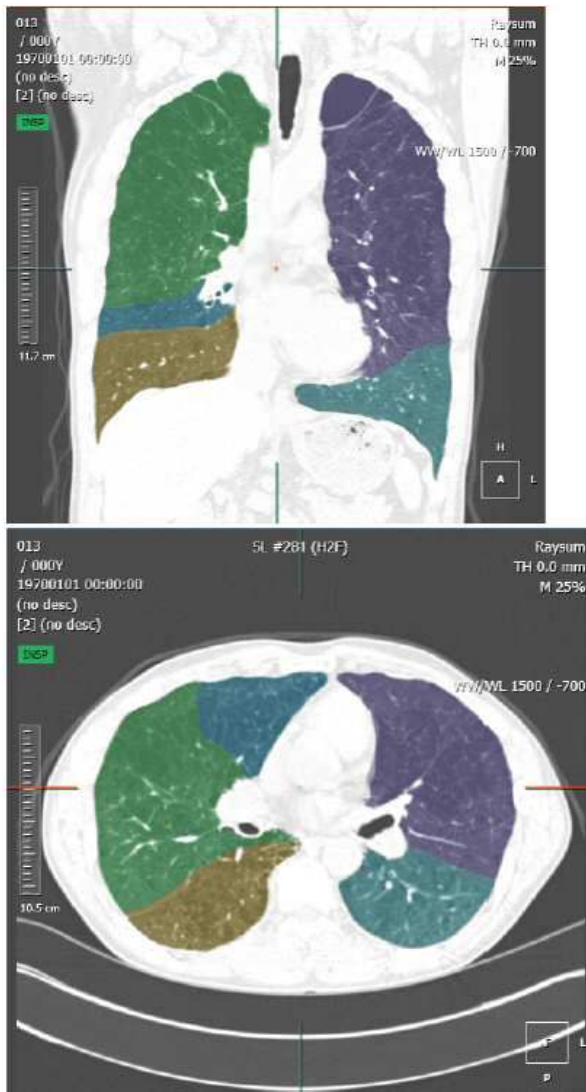 013
/ 000Y
19700101 00:00:00
(no desc)
[2] (no desc)
INSP
Raysum
TH 0.0 mm
M 25%
WW/WL 1500 / -700
11.7 cm
H
A L
013
/ 000Y
19700101 00:00:00
(no desc)
[2] (no desc)
INSP
SL #281 (H2F)
Raysum
TH 0.0 mm
M 25%
WW/WL 1500 / -700
10.5 cm
F L
P